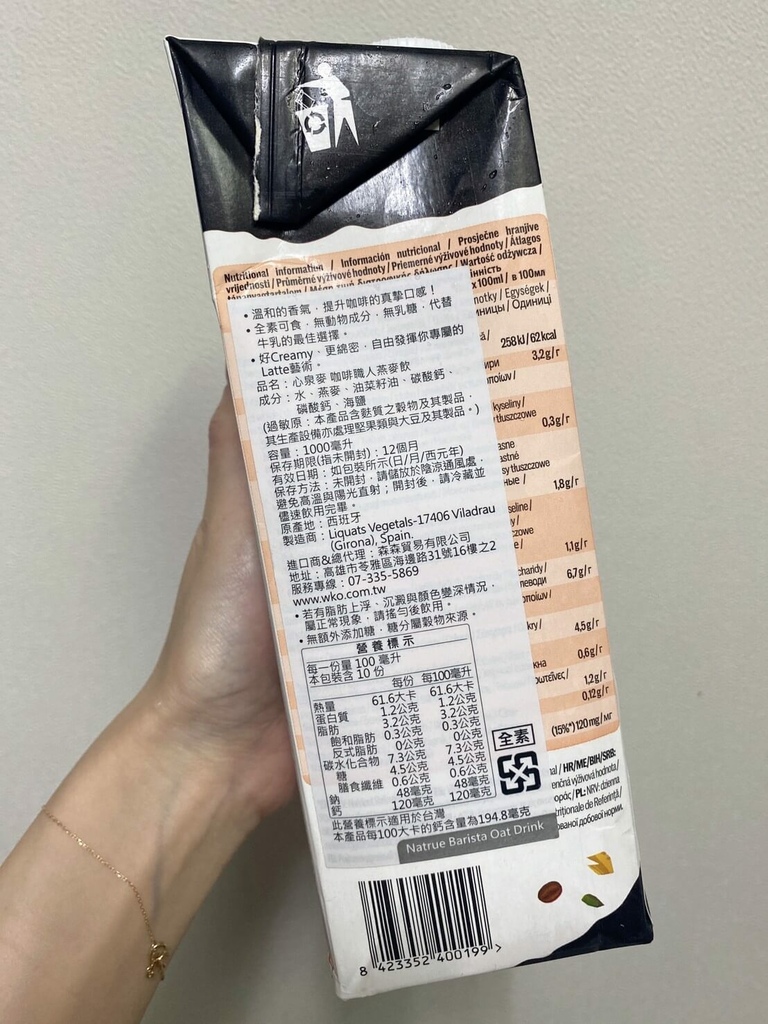 Nutritional information / Información nutricional / Prosječne hranjive
vrijednosti / Průměrné výživové hodnoty / Priemerné výživové hodnoty / Átlagos
Wartość odżywcza /
x100ml / в 100мл
• 溫和的香氣，提升咖啡的真摯口感！
• 全素可食，無動物成分，無乳糖，代替
牛乳的最佳選擇。
• 好Creamy、更綿密，自由發揮你專屬的
Latte藝術。
品名：心泉麥 咖啡職人燕麥飲
成分：水、燕麥、油菜籽油、碳酸鈣、
磷酸鈣、海鹽
(過敏原：本產品含麩質之穀物及其製品，
其生產設備亦處理堅果類與大豆及其製品。)
容量：1000毫升
保存期限(指未開封)：12個月
有效日期：如包裝所示(日/月/西元年)
保存方法：未開封，請儲放於陰涼通風處，
避免高溫與陽光直射；開封後，請冷藏並
儘速飲用完畢。
原產地：西班牙
製造商：Liquats Vegetals-17406 Viladrau
(Girona), Spain.
進口商&總代理：森森貿易有限公司
地址：高雄市苓雅區海邊路31號16樓之2
服務專線：07-335-5869
www.wko.com.tw
• 若有脂肪上浮、沉澱與顏色變深情況，
屬正常現象，請搖勻後飲用。
• 無額外添加糖，糖分屬穀物來源。
營養標示
每一份量 100 毫升
本包裝含 10 份
每份 每100毫升
熱量 61.6大卡 61.6大卡
蛋白質 1.2公克 1.2公克
脂肪 3.2公克 3.2公克
飽和脂肪 0.3公克 0.3公克
反式脂肪 0公克 0公克
碳水化合物 7.3公克 7.3公克
糖 4.5公克 4.5公克
膳食纖維 0.6公克 0.6公克
鈉 48毫克 48毫克
鈣 120毫克 120毫克
此營養標示適用於台灣
本產品每100大卡的鈣含量為194.8毫克
全素
Natrue Barista Oat Drink
258kJ/62kcal
3,2g/г
kyseliny/
tłuszczowe
0,3g/г
tłuszczowe
1,8g/г
1,1g/г
6,7g/г
4,5g/г
0,6g/г
1,2g/г
0,12g/г
(15%*)120mg/мг
/ HR/ME/BIH/SRB:
výživová hodnota/
/ PL: NRV: dzienna
de Referință/
добової норми.
8 423352 400199 >